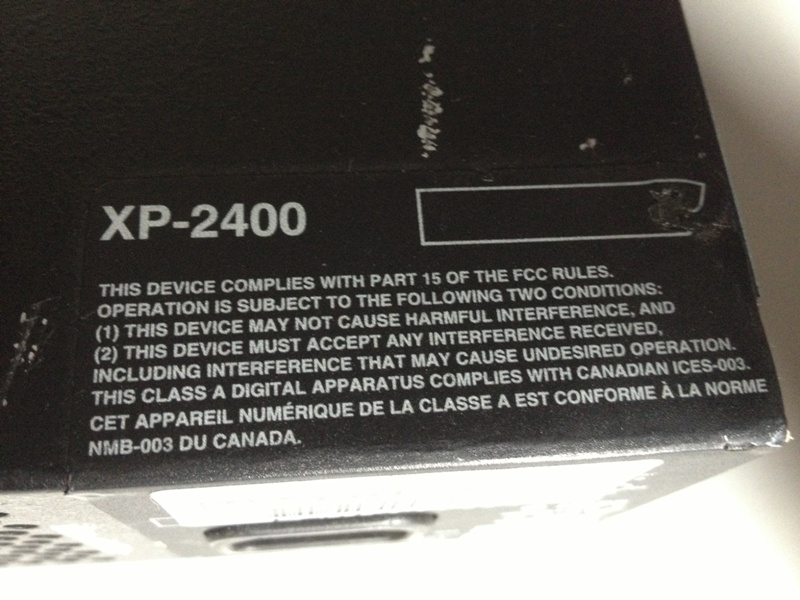 XP-2400
THIS DEVICE COMPLIES WITH PART 15 OF THE FCC RULES.
OPERATION IS SUBJECT TO THE FOLLOWING TWO CONDITIONS:
(1) THIS DEVICE MAY NOT CAUSE HARMFUL INTERFERENCE, AND
(2) THIS DEVICE MUST ACCEPT ANY INTERFERENCE RECEIVED,
INCLUDING INTERFERENCE THAT MAY CAUSE UNDESIRED OPERATION.
THIS CLASS A DIGITAL APPARATUS COMPLIES WITH CANADIAN ICES-003.
CET APPAREIL NUMÉRIQUE DE LA CLASSE A EST CONFORME À LA NORME
NMB-003 DU CANADA.